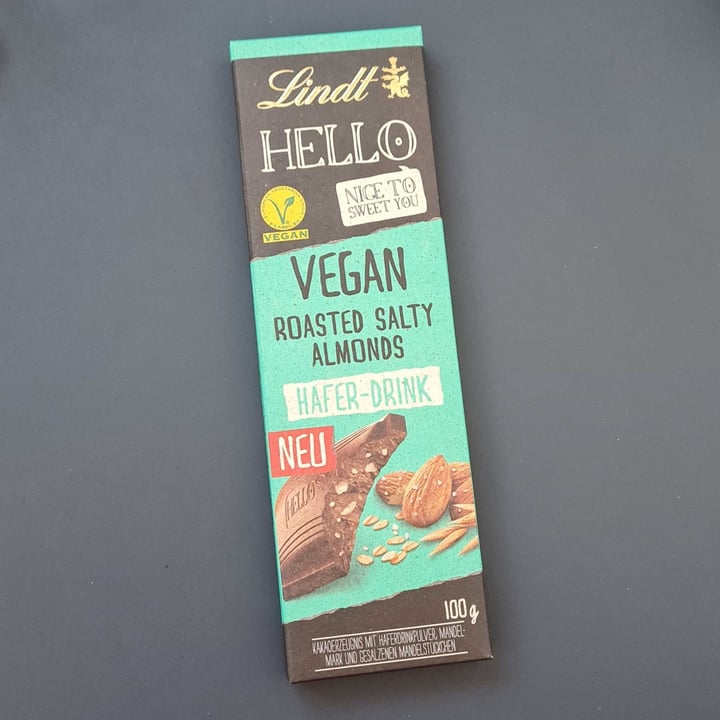 Lindt
HELLO
NICE TO
SWEET YOU
VEGAN
VEGAN
ROASTED SALTY
ALMONDS
HAFER-DRINK
NEU
HELLO
100g
KAKAOERZEUGNIS MIT HAFERDRINKPULVER, MANDEL-
MARK UND GESALZENEN MANDELSTÜCKCHEN